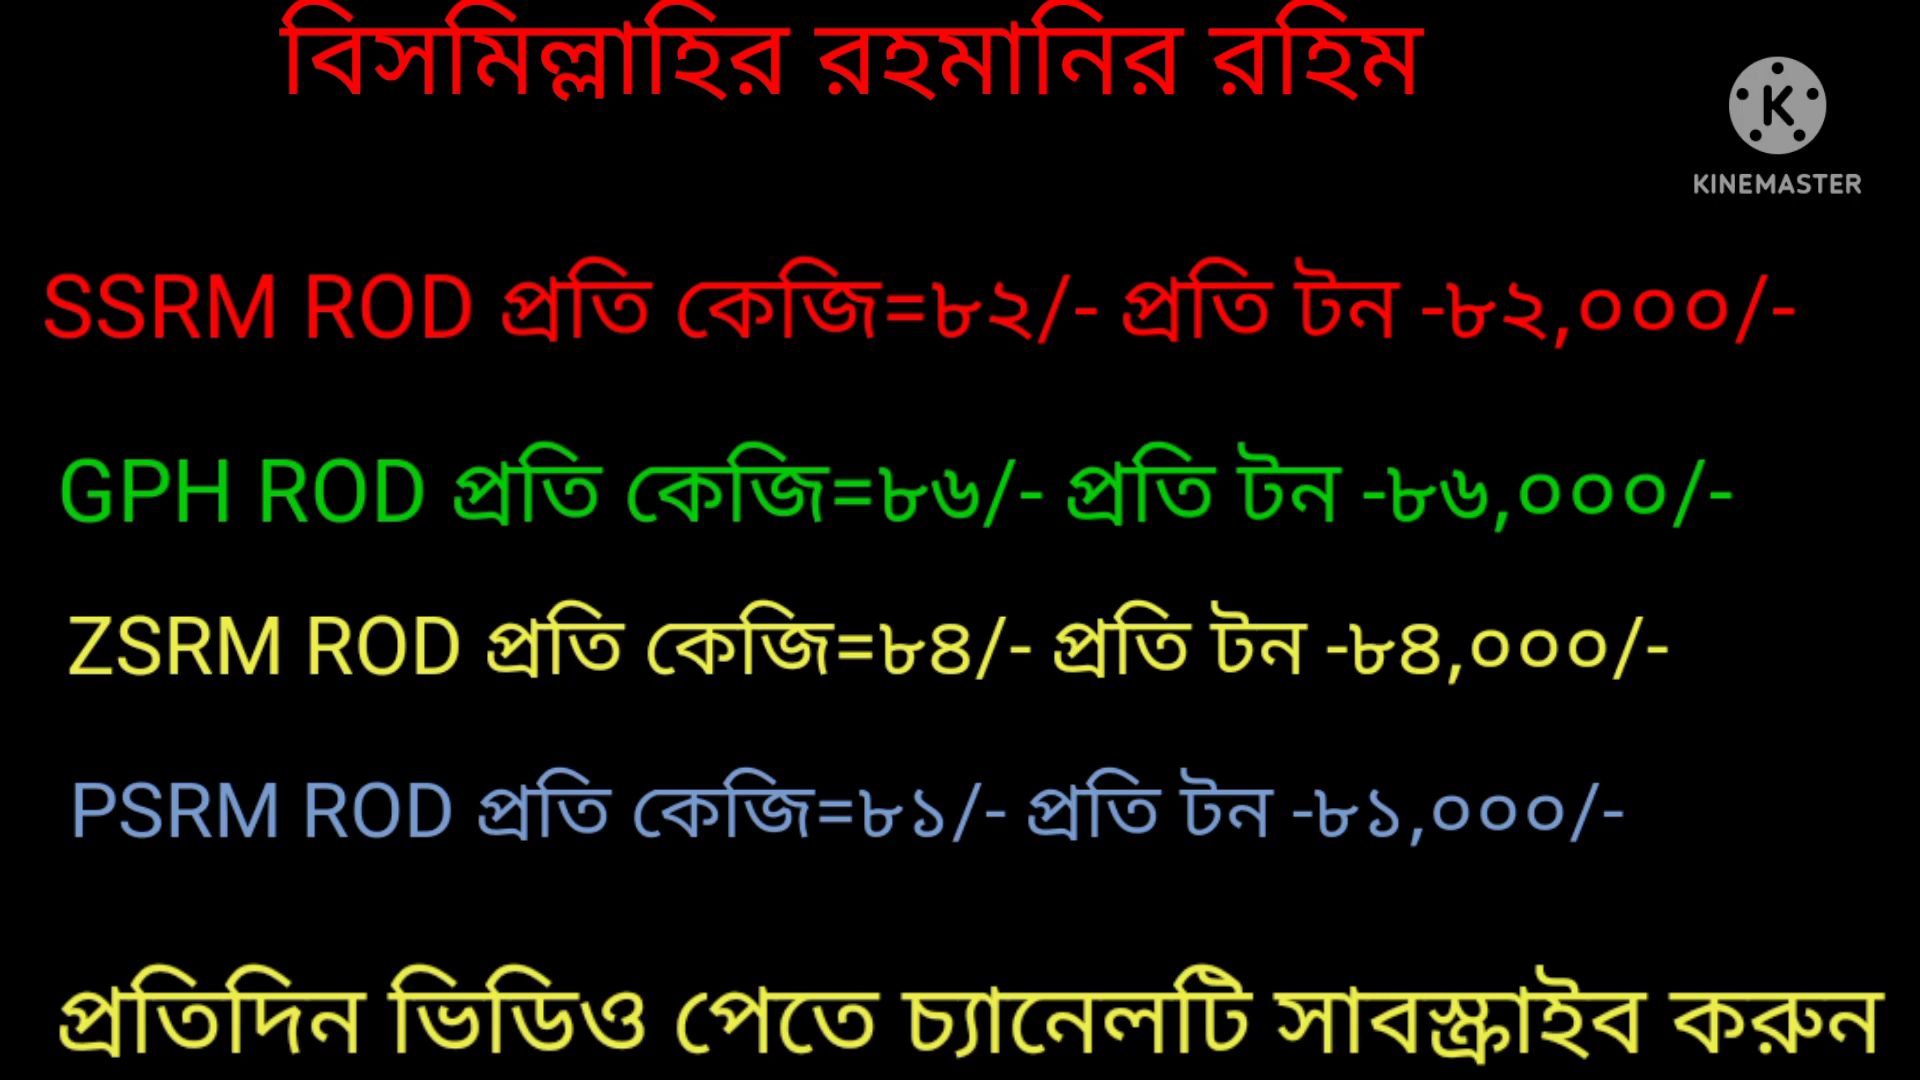 বিসমিল্লাহির রহমানির রহিম
KINEMASTER
SSRM ROD প্রতি কেজি=৮২/- প্রতি টন -৮২,০০০/-
GPH ROD প্রতি কেজি=৮৬/- প্রতি টন -৮৬,০০০/-
ZSRM ROD প্রতি কেজি=৮৪/- প্রতি টন -৮৪,০০০/-
PSRM ROD প্রতি কেজি=৮১/- প্রতি টন -৮১,০০০/-
প্রতিদিন ভিডিও পেতে চ্যানেলটি সাবস্ক্রাইব করুন